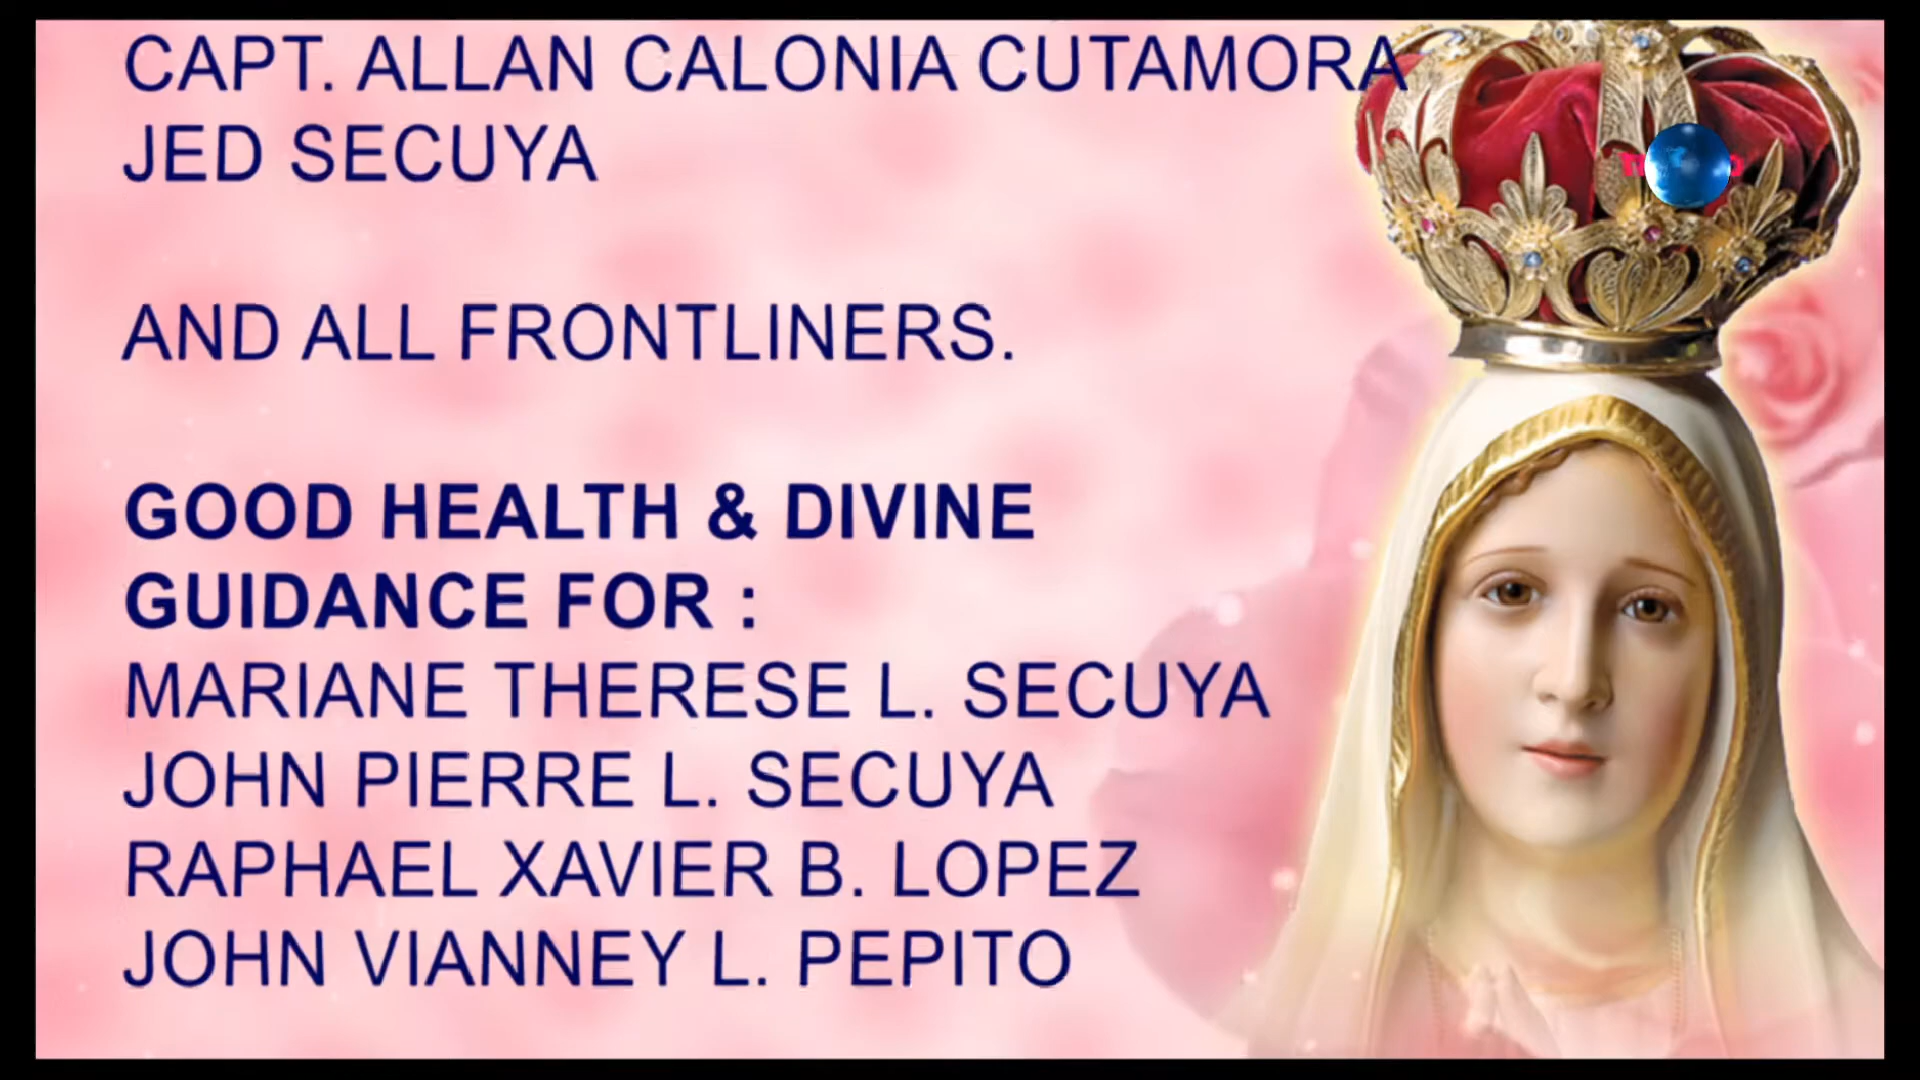 CAPT. ALLAN CALONIA CUTAMORA
JED SECUYA
AND ALL FRONTLINERS.
GOOD HEALTH & DIVINE
GUIDANCE FOR :
MARIANE THERESE L. SECUYA
JOHN PIERRE L. SECUYA
RAPHAEL XAVIER B. LOPEZ
JOHN VIANNEY L. PEPITO